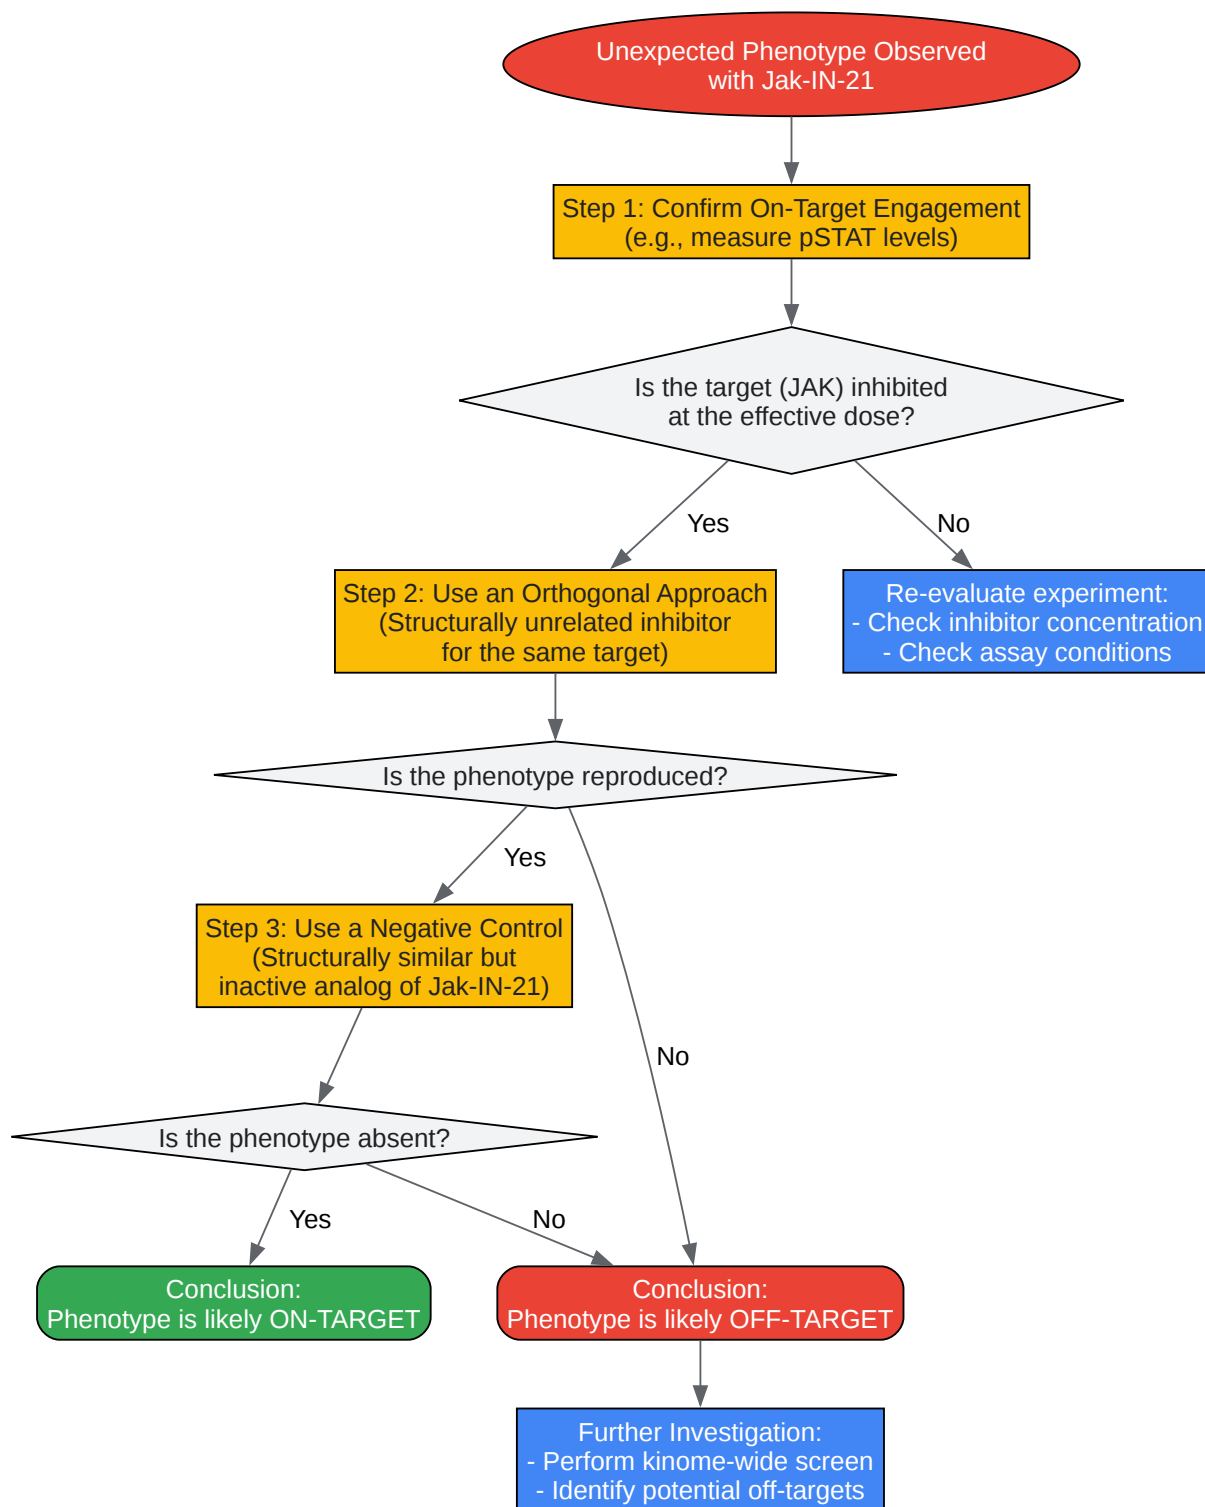 Unexpected Phenotype Observed
with Jak-IN-21
Step 1: Confirm On-Target Engagement
(e.g., measure pSTAT levels)
Is the target (JAK) inhibited
at the effective dose?
Yes
No
Step 2: Use an Orthogonal Approach
(Structurally unrelated inhibitor
for the same target)
Re-evaluate experiment:
- Check inhibitor concentration
- Check assay conditions
Is the phenotype reproduced?
Yes
Step 3: Use a Negative Control
(Structurally similar but
inactive analog of Jak-IN-21)
No
Is the phenotype absent?
Yes
No
Conclusion:
Phenotype is likely ON-TARGET
Conclusion:
Phenotype is likely OFF-TARGET
Further Investigation:
- Perform kinome-wide screen
- Identify potential off-targets